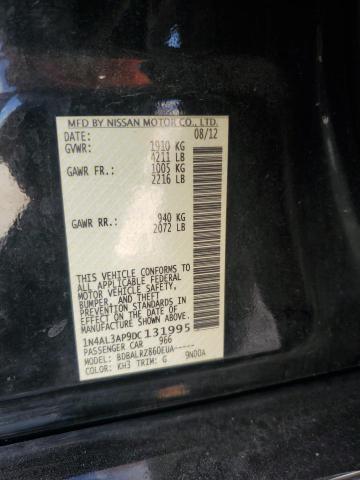 MFD BY NISSAN MOTOR CO., LTD.
DATE: 08/12
GVWR: 1910 KG
4211 LB
GAWR FR.: 1005 KG
2216 LB
GAWR RR.: 940 KG
2072 LB
THIS VEHICLE CONFORMS TO
ALL APPLICABLE FEDERAL
MOTOR VEHICLE SAFETY,
BUMPER, AND THEFT
PREVENTION STANDARDS IN
EFFECT ON THE DATE OF
MANUFACTURE SHOWN ABOVE.
1N4AL3AP9DC131995
PASSENGER CAR 966
MODEL: BDBALRZ860EUA-----
COLOR: KH3 TRIM: G 9N00A